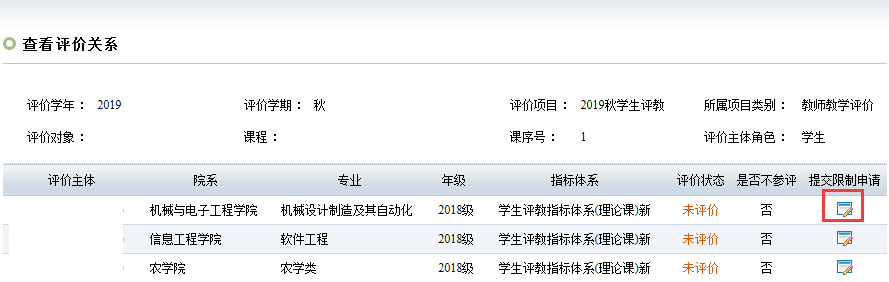 查看评价关系
评价学年： 2019 评价学期： 秋 评价项目： 2019秋学生评教 所属项目类别： 教师教学评价
评价对象： 课程： 课序号： 1 评价主体角色： 学生
评价主体 院系 专业 年级 指标体系 评价状态 是否不参评 提交限制申请
机械与电子工程学院 机械设计制造及其自动化 2018级 学生评教指标体系(理论课)新 未评价 否
信息工程学院 软件工程 2018级 学生评教指标体系(理论课)新 未评价 否
农学院 农学类 2018级 学生评教指标体系(理论课)新 未评价 否